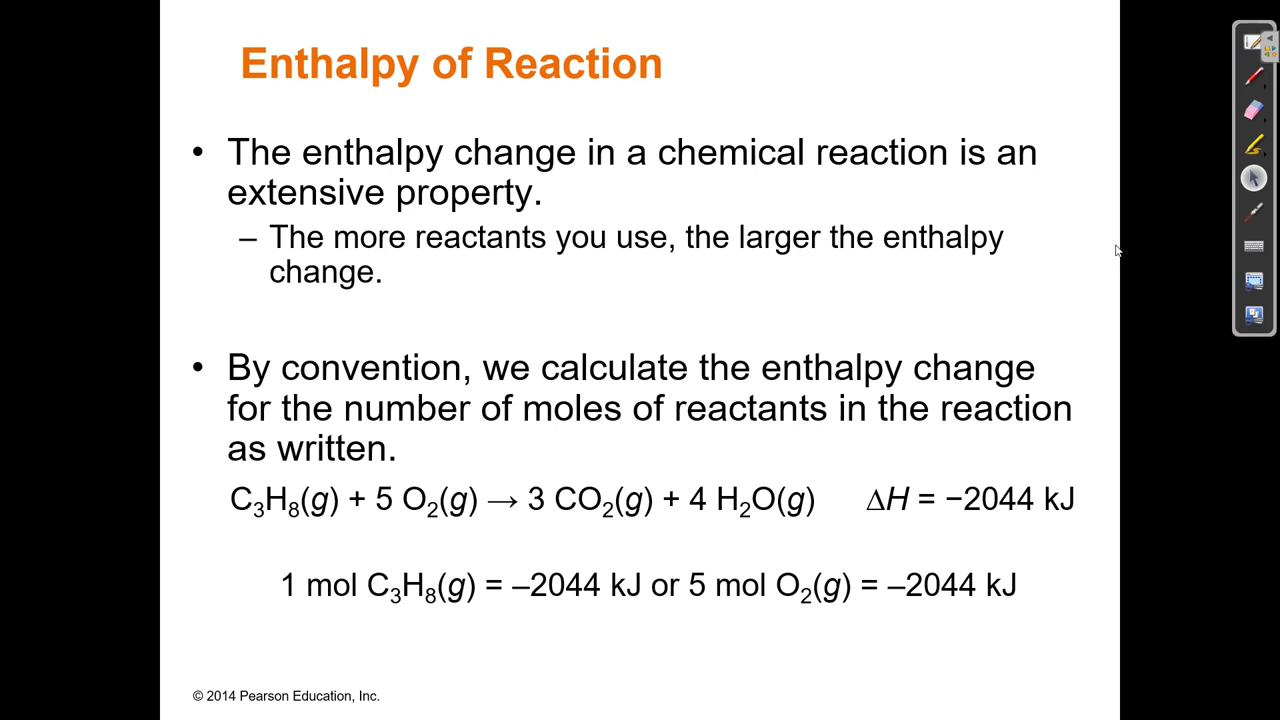 Enthalpy of Reaction
• The enthalpy change in a chemical reaction is an
extensive property.
– The more reactants you use, the larger the enthalpy
change.
• By convention, we calculate the enthalpy change
for the number of moles of reactants in the reaction
as written.
C₃H₈(g) + 5 O₂(g) → 3 CO₂(g) + 4 H₂O(g) ΔH = −2044 kJ
1 mol C₃H₈(g) = –2044 kJ or 5 mol O₂(g) = –2044 kJ
© 2014 Pearson Education, Inc.